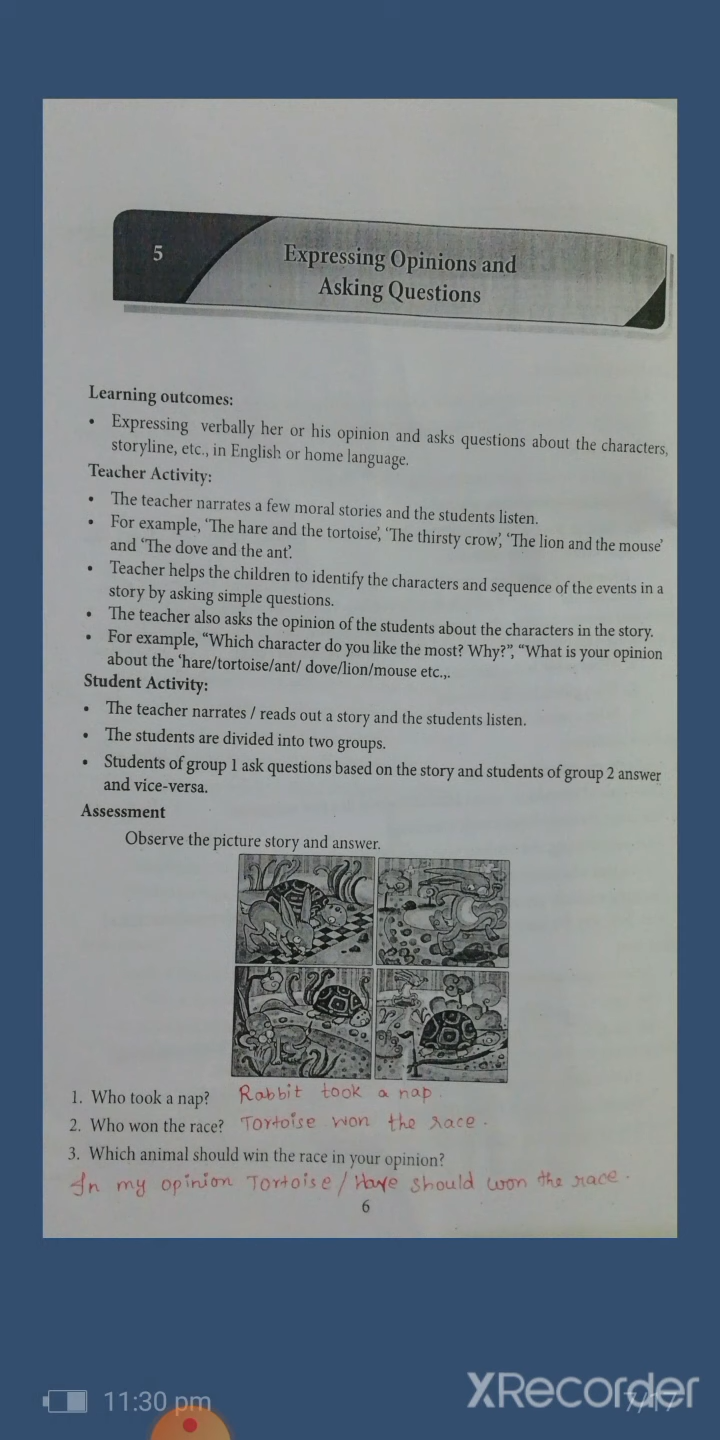 5
Expressing Opinions and
Asking Questions
Learning outcomes:
• Expressing verbally her or his opinion and asks questions about the characters,
storyline, etc., in English or home language.
Teacher Activity:
• The teacher narrates a few moral stories and the students listen.
• For example, 'The hare and the tortoise', 'The thirsty crow', 'The lion and the mouse'
and 'The dove and the ant'.
• Teacher helps the children to identify the characters and sequence of the events in a
story by asking simple questions.
• The teacher also asks the opinion of the students about the characters in the story.
• For example, “Which character do you like the most? Why?”, “What is your opinion
about the 'hare/tortoise/ant/ dove/lion/mouse etc.,.
Student Activity:
• The teacher narrates / reads out a story and the students listen.
• The students are divided into two groups.
• Students of group 1 ask questions based on the story and students of group 2 answer
and vice-versa.
Assessment
Observe the picture story and answer.
1. Who took a nap? Rabbit took a nap.
2. Who won the race? Tortoise won the race.
3. Which animal should win the race in your opinion?
In my opinion Tortoise / Hare should won the race.
6
11:30 pm
XRecorder
7/17